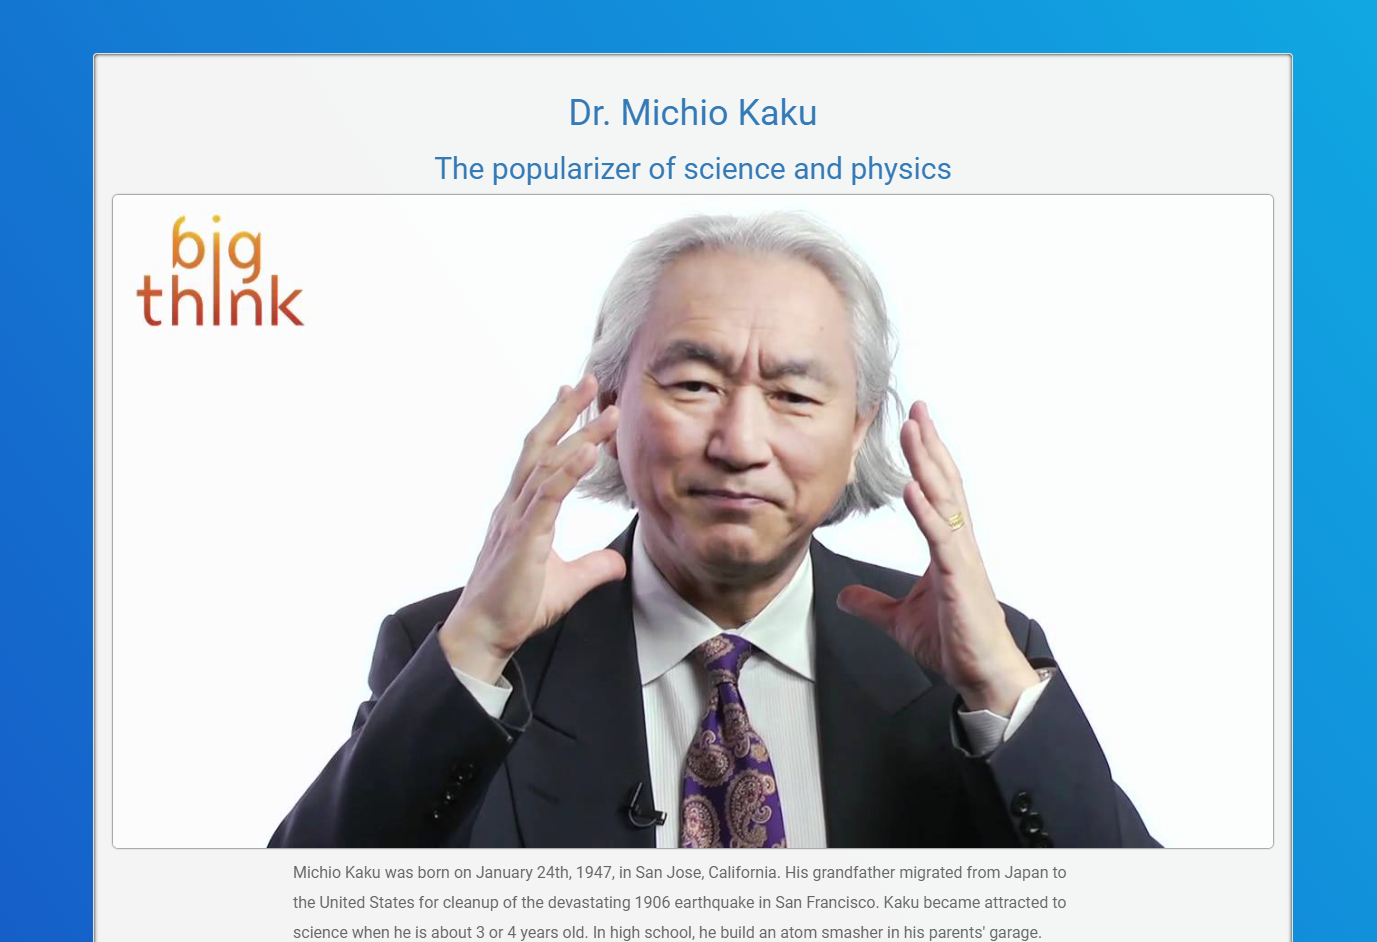 Dr. Michio Kaku
The popularizer of science and physics
big
think
Michio Kaku was born on January 24th, 1947, in San Jose, California. His grandfather migrated from Japan to
the United States for cleanup of the devastating 1906 earthquake in San Francisco. Kaku became attracted to
science when he is about 3 or 4 years old. In high school, he build an atom smasher in his parents' garage.